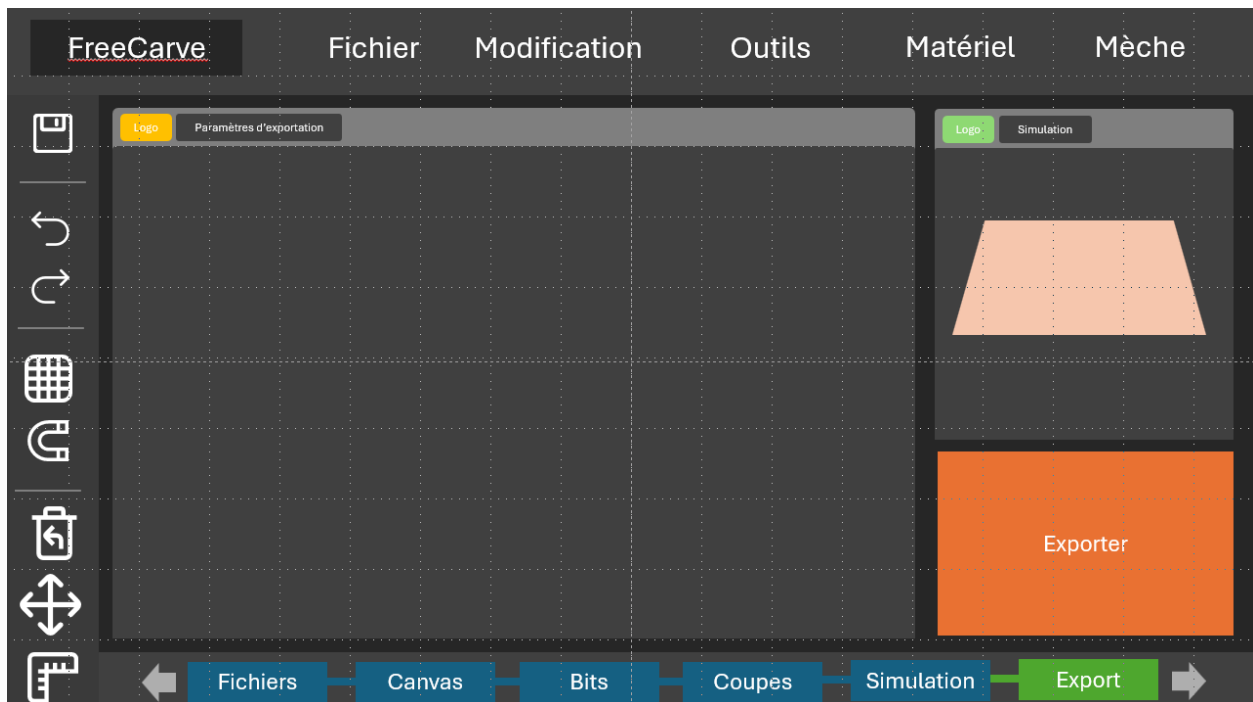 FreeCarve Fichier Modification Outils Matériel Mèche
Logo Paramètres d'exportation
Logo Simulation
Exporter
Fichiers Canvas Bits Coupes Simulation Export